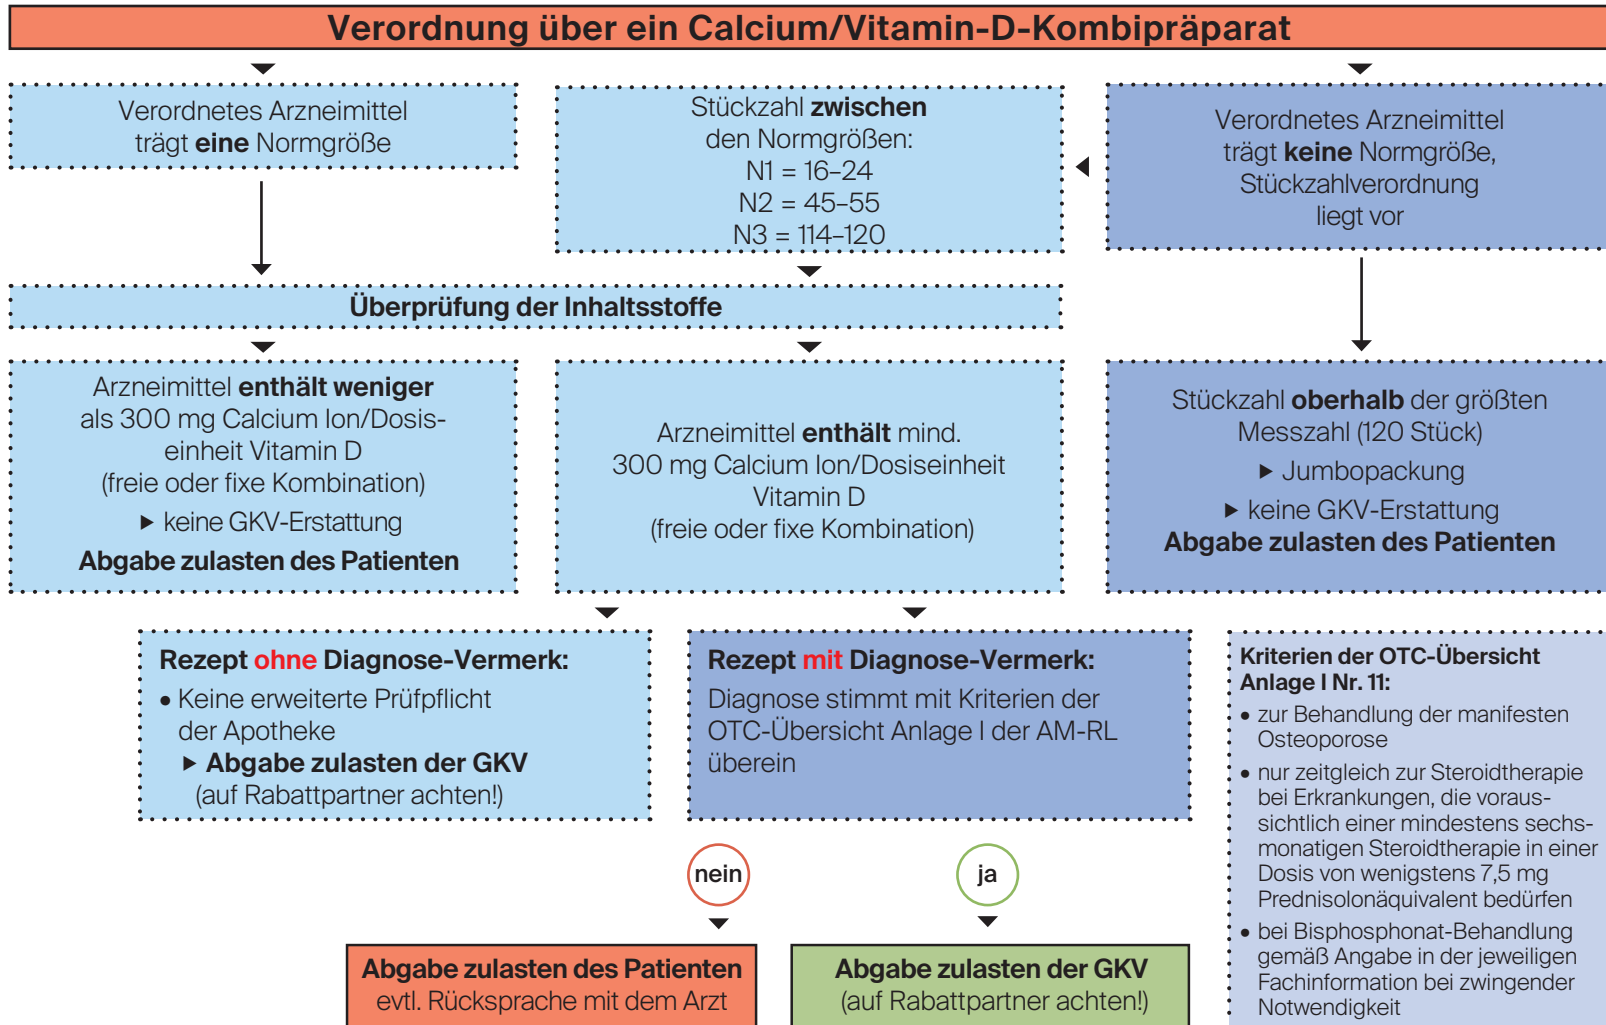 Verordnung über ein Calcium/Vitamin-D-Kombipräparat
Verordnetes Arzneimittel
trägt eine Normgröße
Stückzahl zwischen
den Normgrößen:
N1 = 16–24
N2 = 45–55
N3 = 114–120
Verordnetes Arzneimittel
trägt keine Normgröße,
Stückzahlverordnung
liegt vor
Überprüfung der Inhaltsstoffe
Arzneimittel enthält weniger
als 300 mg Calcium Ion/Dosis-
einheit Vitamin D
(freie oder fixe Kombination)
▶ keine GKV-Erstattung
Abgabe zulasten des Patienten
Arzneimittel enthält mind.
300 mg Calcium Ion/Dosiseinheit
Vitamin D
(freie oder fixe Kombination)
Stückzahl oberhalb der größten
Messzahl (120 Stück)
▶ Jumbopackung
▶ keine GKV-Erstattung
Abgabe zulasten des Patienten
Rezept ohne Diagnose-Vermerk:
• Keine erweiterte Prüfpflicht
der Apotheke
▶ Abgabe zulasten der GKV
(auf Rabattpartner achten!)
Rezept mit Diagnose-Vermerk:
Diagnose stimmt mit Kriterien der
OTC-Übersicht Anlage I der AM-RL
überein
Kriterien der OTC-Übersicht
Anlage I Nr. 11:
• zur Behandlung der manifesten
Osteoporose
• nur zeitgleich zur Steroidtherapie
bei Erkrankungen, die voraus-
sichtlich einer mindestens sechs-
monatigen Steroidtherapie in einer
Dosis von wenigstens 7,5 mg
Prednisolonäquivalent bedürfen
• bei Bisphosphonat-Behandlung
gemäß Angabe in der jeweiligen
Fachinformation bei zwingender
Notwendigkeit
nein
ja
Abgabe zulasten des Patienten
evtl. Rücksprache mit dem Arzt
Abgabe zulasten der GKV
(auf Rabattpartner achten!)